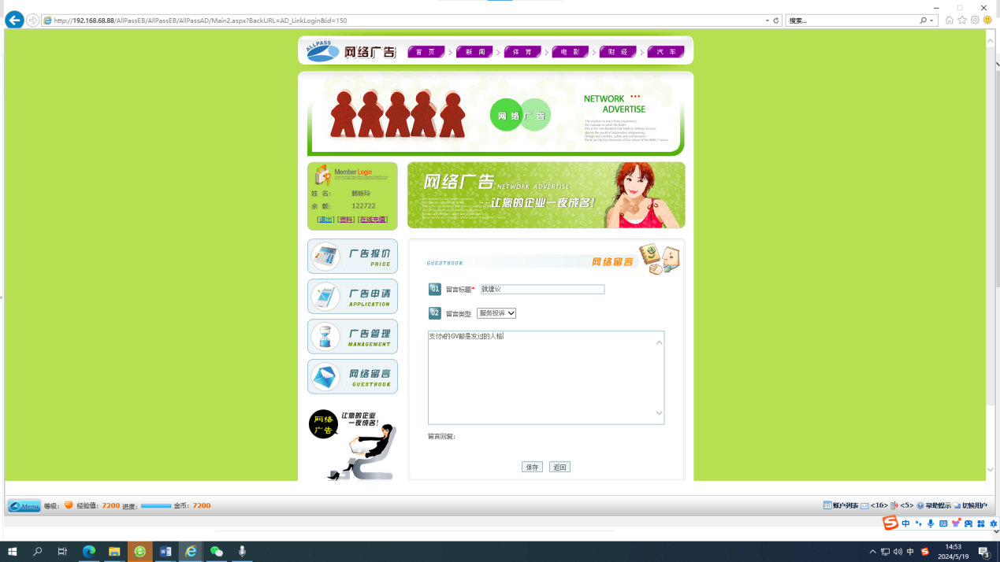 http://192.168.68.88/AllPassEB/AllPassEB/AllPassAD/Main2.aspx?BackURL=AD_LinkLogin&id=150
搜索...
ALLPASS 网络广告 首 页 新 闻 体 育 电 影 财 经 汽 车
网 络 广 告
NETWORK
ADVERTISE
Member Login
姓 名: 韩铄玲
余 额: 122722
[退出] [资料] [在线充值]
网络广告 NETWORK ADVERTISE
--让您的企业一夜成名!
广告报价
PRICE
广告申请
APPLICATION
广告管理
MANAGEMENT
网络留言
GUESTBOOK
网络
广告
让您的企业
一夜成名!
GUESTBOOK 网络留言
01 留言标题* 就建议
02 留言类型 服务投诉
支付v的GV都是发过的人格
留言回复:
保存 返回
Menu 等级: 经验值: 7200 进度: 金币: 7200
账户列表 <16> <5> 帮助提示 切换用户
中
中
14:53
2024/5/19
3